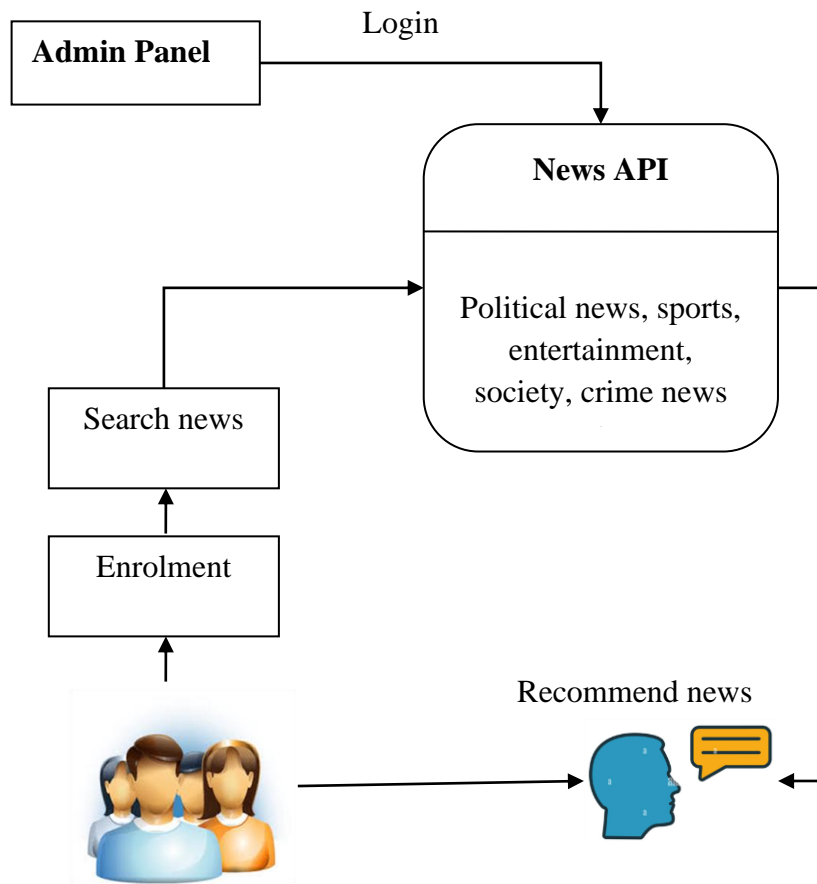 Login
Admin Panel
News API
Political news, sports,
entertainment,
society, crime news
Search news
Enrolment
Recommend news